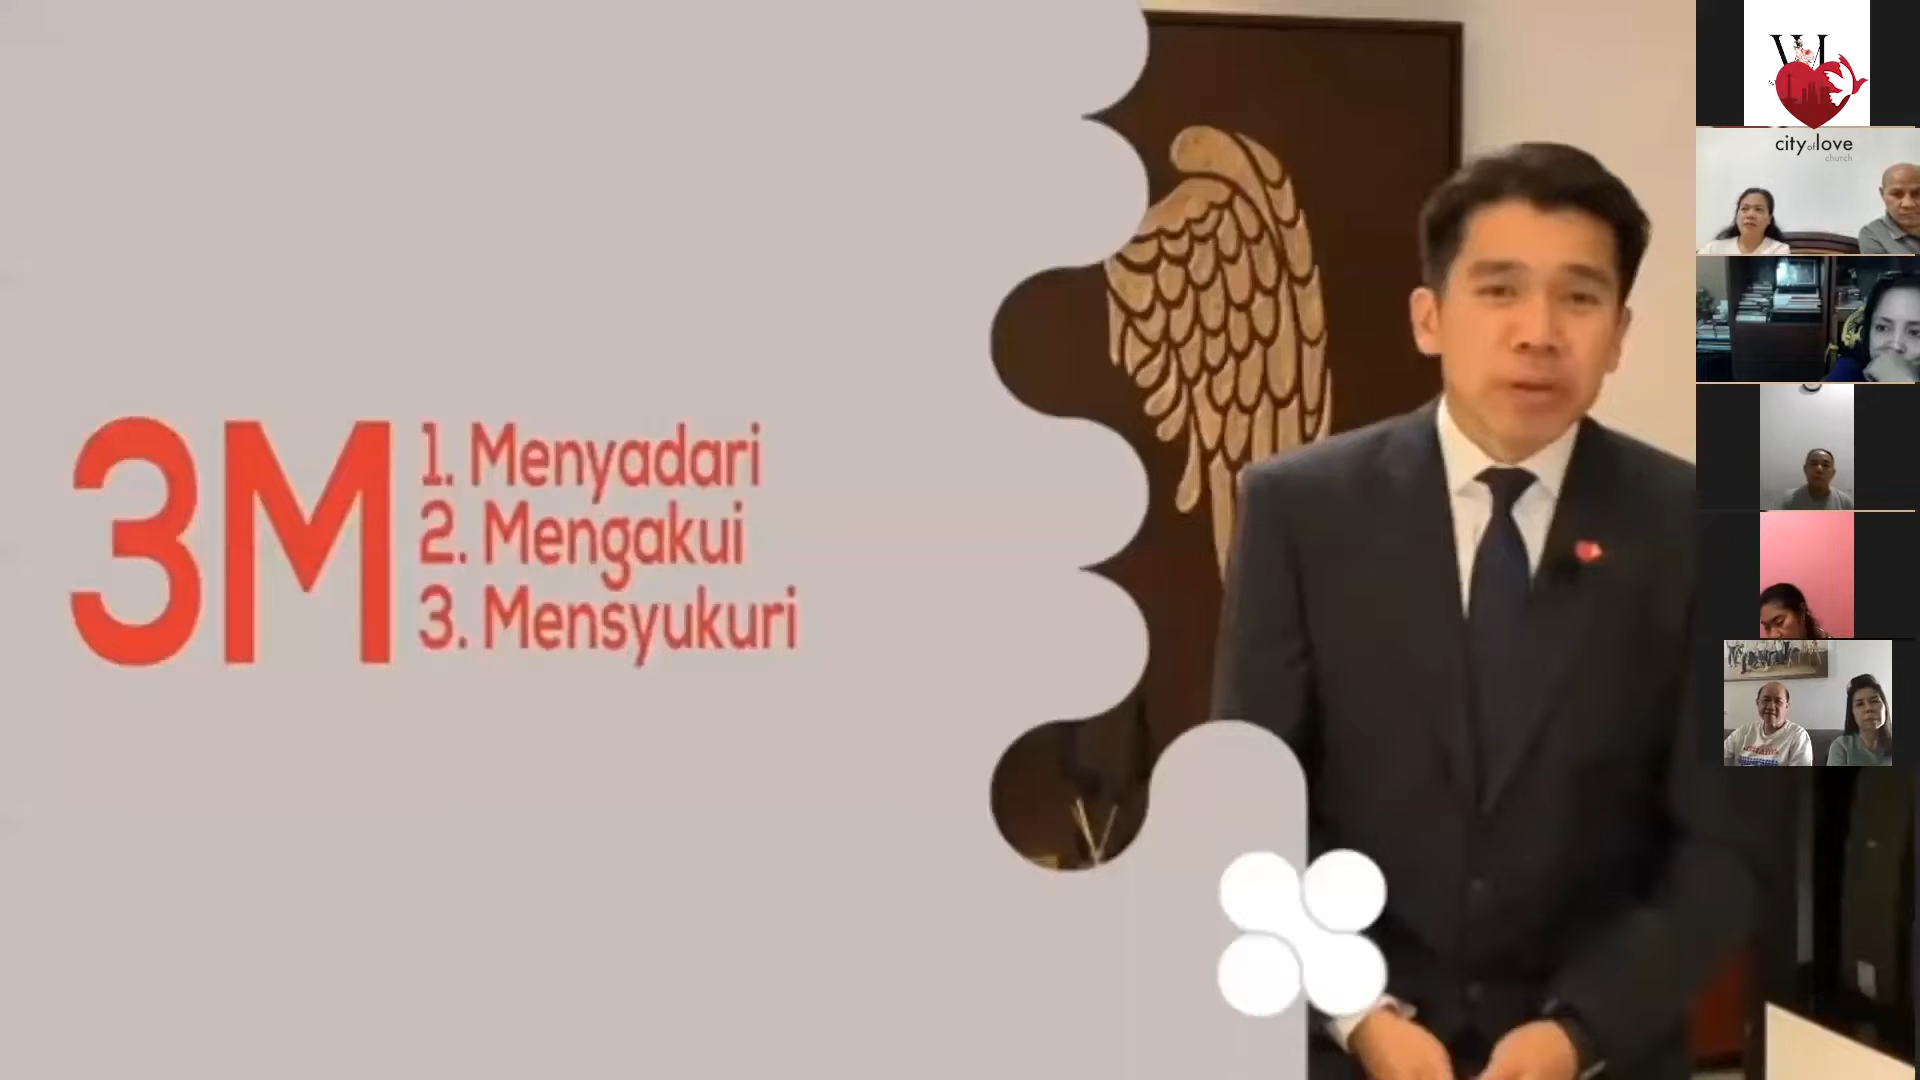 3M
1. Menyadari
2. Mengakui
3. Mensyukuri
city of love
church